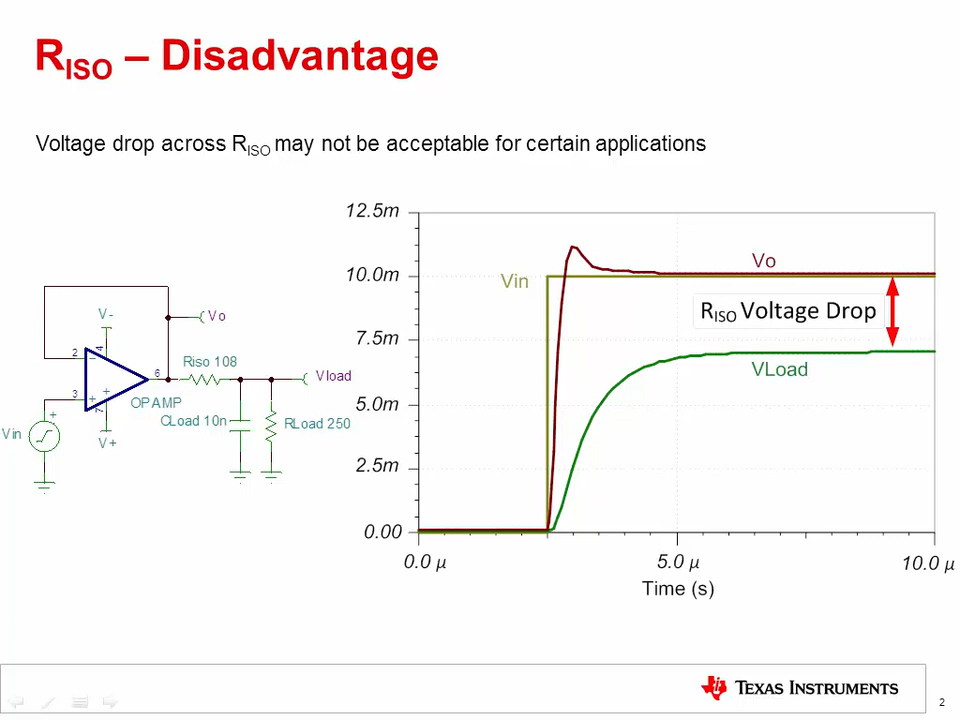 RISO – Disadvantage
Voltage drop across RISO may not be acceptable for certain applications
12.5m
10.0m
7.5m
5.0m
2.5m
0.00
Vin
Vo
RISO Voltage Drop
VLoad
0.0 µ
5.0 µ
10.0 µ
Time (s)
V-
Vo
2
4
6
3
7
Riso 108
Vload
OPAMP
CLoad 10n
RLoad 250
Vin
V+
TEXAS INSTRUMENTS
2